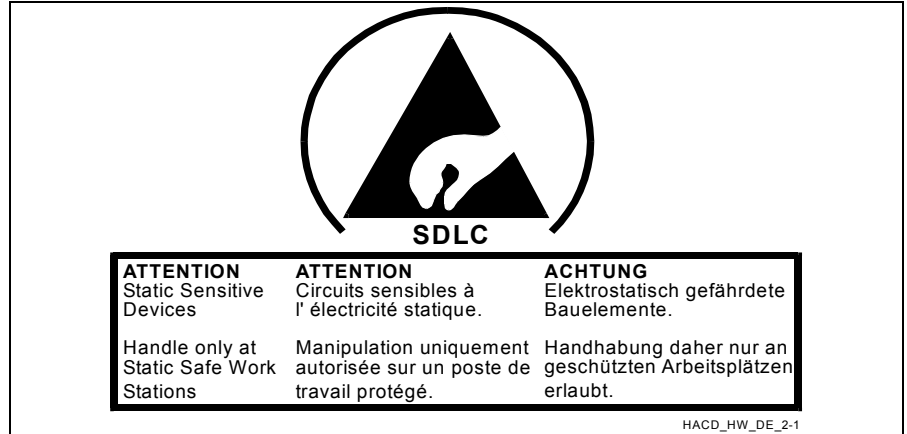 SDLC
ATTENTION
Static Sensitive
Devices
Handle only at
Static Safe Work
Stations
ATTENTION
Circuits sensibles à
l' électricité statique.
Manipulation uniquement
autorisée sur un poste de
travail protégé.
ACHTUNG
Elektrostatisch gefährdete
Bauelemente.
Handhabung daher nur an
geschützten Arbeitsplätzen
erlaubt.
HACD_HW_DE_2-1